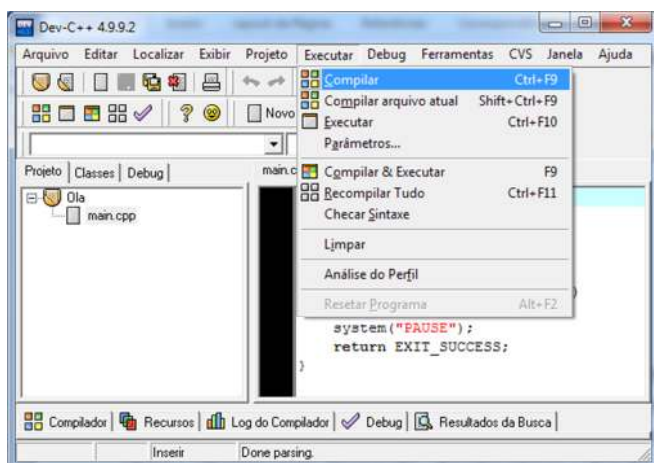 Dev-C++ 4.9.9.2
Arquivo Editar Localizar Exibir Projeto Executar Debug Ferramentas CVS Janela Ajuda
Compilar Ctrl+F9
Compilar arquivo atual Shift+Ctrl+F9
Novo
Executar Ctrl+F10
Parâmetros...
Projeto Classes Debug
main.c
Compilar & Executar F9
Ola
Recompilar Tudo Ctrl+F11
main.cpp
Checar Sintaxe
Limpar
Análise do Perfil
Resetar Programa Alt+F2
)
system("PAUSE");
return EXIT_SUCCESS;
}
Compilador Recursos Log do Compilador Debug Resultados da Busca
Inserir Done parsing.